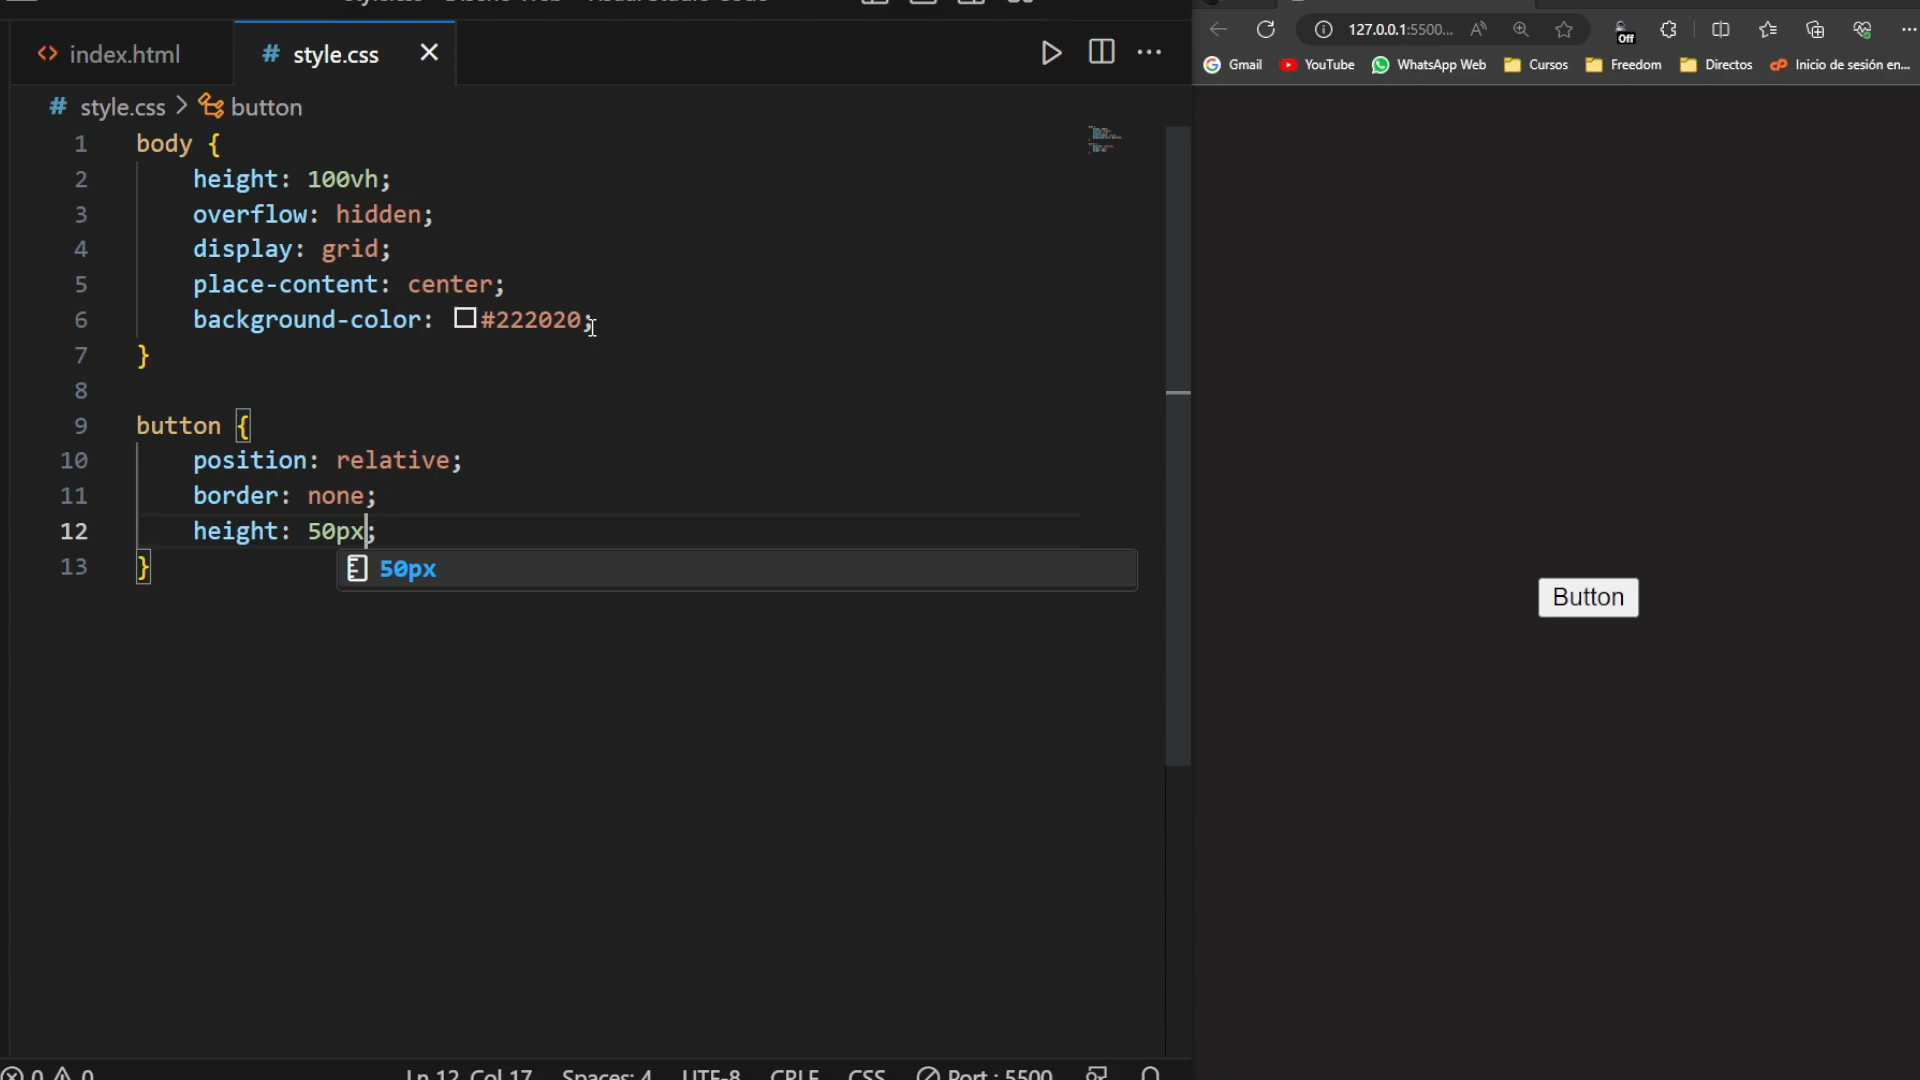 index.html
style.css
127.0.0.1:5500...
Off
Gmail
YouTube
WhatsApp Web
Cursos
Freedom
Directos
Inicio de sesión en...
# style.css > button
1 body {
2 height: 100vh;
3 overflow: hidden;
4 display: grid;
5 place-content: center;
6 background-color: #222020;
7 }
8
9 button {
10 position: relative;
11 border: none;
12 height: 50px;
50px
13 }
Button
0 0
Ln 12, Col 17 Spaces: 4 UTF-8 CRLF CSS Port : 5500